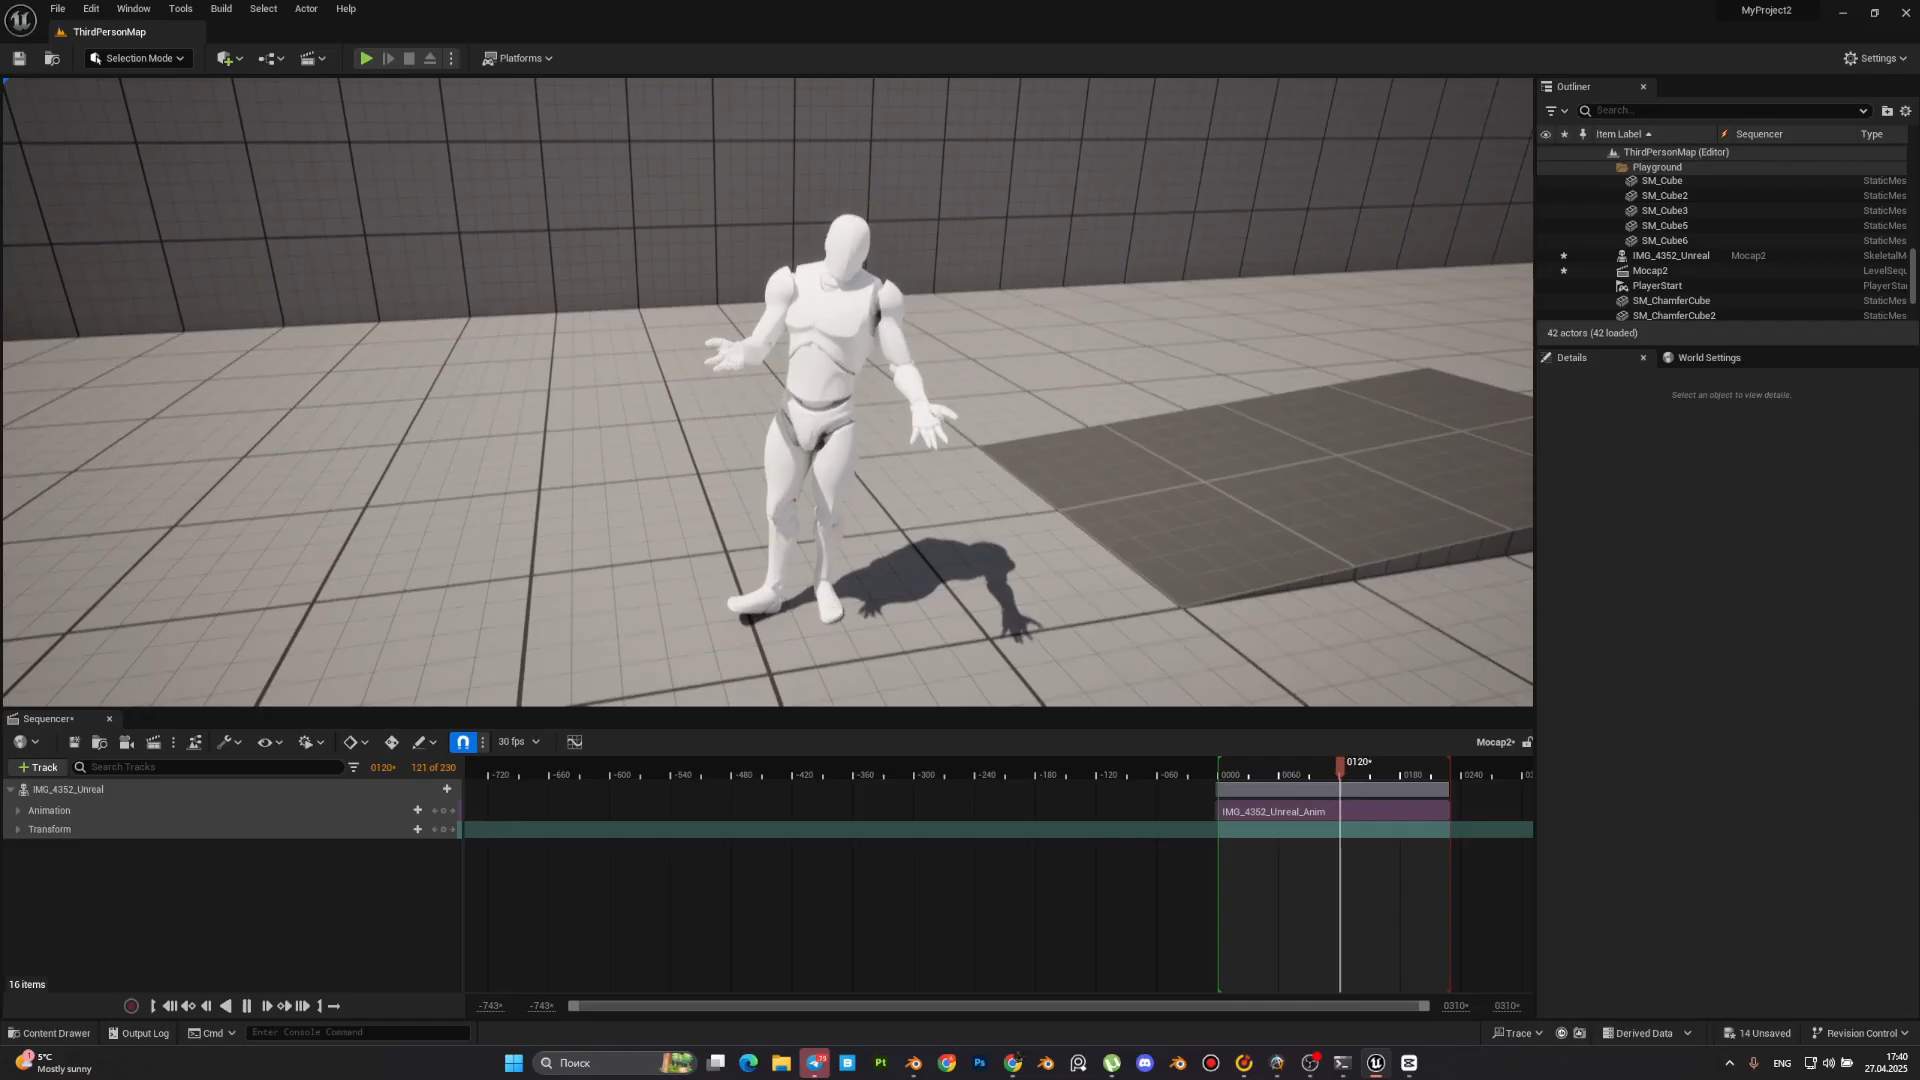 File Edit Window Tools Build Select Actor Help
MyProject2
ThirdPersonMap
Selection Mode
Platforms
Settings
Outliner
Search...
Item Label
Sequencer
Type
ThirdPersonMap (Editor)
Playground
SM_Cube StaticMes
SM_Cube2 StaticMes
SM_Cube3 StaticMes
SM_Cube5 StaticMes
SM_Cube6 StaticMes
IMG_4352_Unreal Mocap2 SkeletalM
Mocap2 LevelSequ
PlayerStart PlayerStar
SM_ChamferCube StaticMes
SM_ChamferCube2 StaticMes
42 actors (42 loaded)
Details
World Settings
Select an object to view details.
Sequencer*
30 fps
Mocap2*
Track
Search Tracks
0120*
121 of 230
-720 -660 -600 -540 -480 -420 -360 -300 -240 -180 -120 -060 0000 0060 0120* 0180 0240
IMG_4352_Unreal
Animation
IMG_4352_Unreal_Anim
Transform
16 items
-743* -743* 0310* 0310*
Content Drawer
Output Log
Cmd
Enter Console Command
Trace
Derived Data
14 Unsaved
Revision Control
1
5°C
Mostly sunny
Поиск
79
B
Pt
Ps
ENG
17:40
27.04.2025